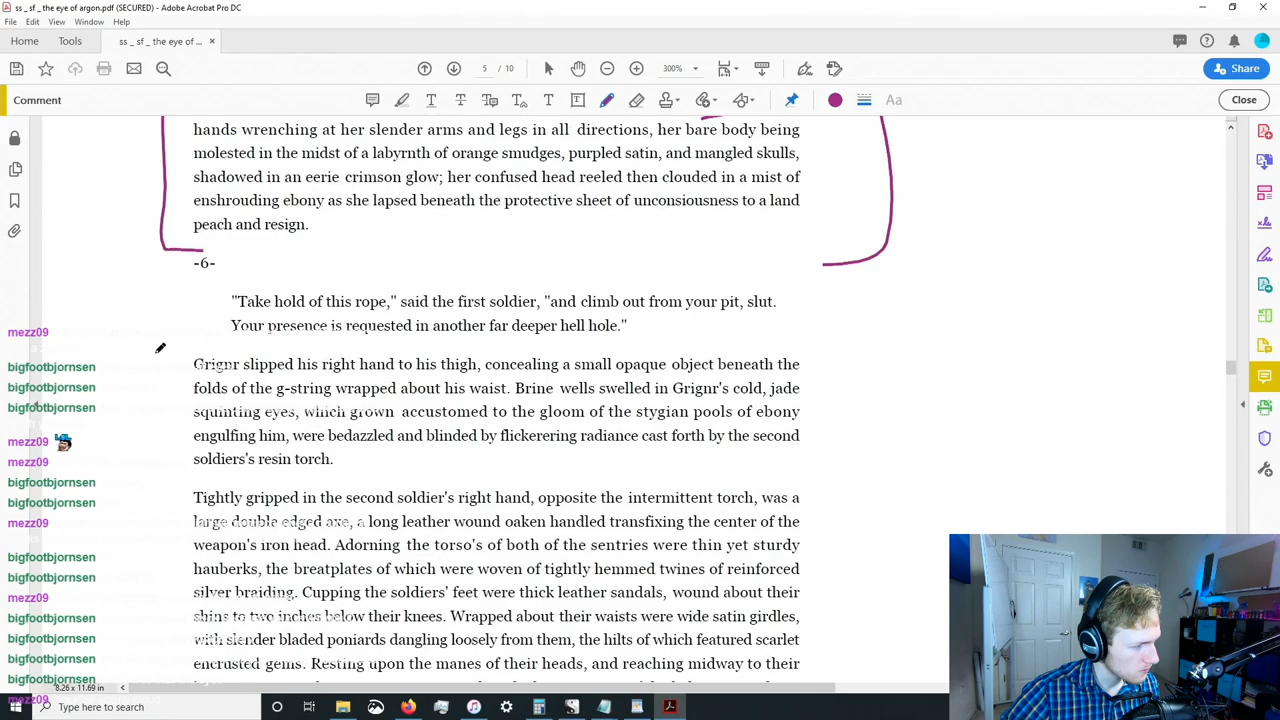 ss _ sf _ the eye of argon.pdf (SECURED) - Adobe Acrobat Pro DC
File Edit View Window Help
Home Tools ss _ sf _ the eye of ... ×
5 / 10 300% Share
Comment Aa Close
hands wrenching at her slender arms and legs in all directions, her bare body being
molested in the midst of a labyrnth of orange smudges, purpled satin, and mangled skulls,
shadowed in an eerie crimson glow; her confused head reeled then clouded in a mist of
enshrouding ebony as she lapsed beneath the protective sheet of unconsiousness to a land
peach and resign.
-6-
"Take hold of this rope," said the first soldier, "and climb out from your pit, slut.
Your presence is requested in another far deeper hell hole."
Grignr slipped his right hand to his thigh, concealing a small opaque object beneath the
folds of the g-string wrapped about his waist. Brine wells swelled in Grignr's cold, jade
squinting eyes, which grown accustomed to the gloom of the stygian pools of ebony
engulfing him, were bedazzled and blinded by flickerering radiance cast forth by the second
soldiers's resin torch.
Tightly gripped in the second soldier's right hand, opposite the intermittent torch, was a
large double edged axe, a long leather wound oaken handled transfixing the center of the
weapon's iron head. Adorning the torso's of both of the sentries were thin yet sturdy
hauberks, the breatplates of which were woven of tightly hemmed twines of reinforced
silver braiding. Cupping the soldiers' feet were thick leather sandals, wound about their
shins to two inches below their knees. Wrapped about their waists were wide satin girdles,
with slender bladed poniards dangling loosely from them, the hilts of which featured scarlet
encrusted gems. Resting upon the manes of their heads, and reaching midway to their
mezz09
bigfootbjornsen
bigfootbjornsen
mezz09
mezz09
bigfootbjornsen
bigfootbjornsen
mezz09
bigfootbjornsen
bigfootbjornsen
mezz09
bigfootbjornsen
bigfootbjornsen
bigfootbjornsen
bigfootbjornsen
mezz09
8.26 x 11.69 in
Type here to search